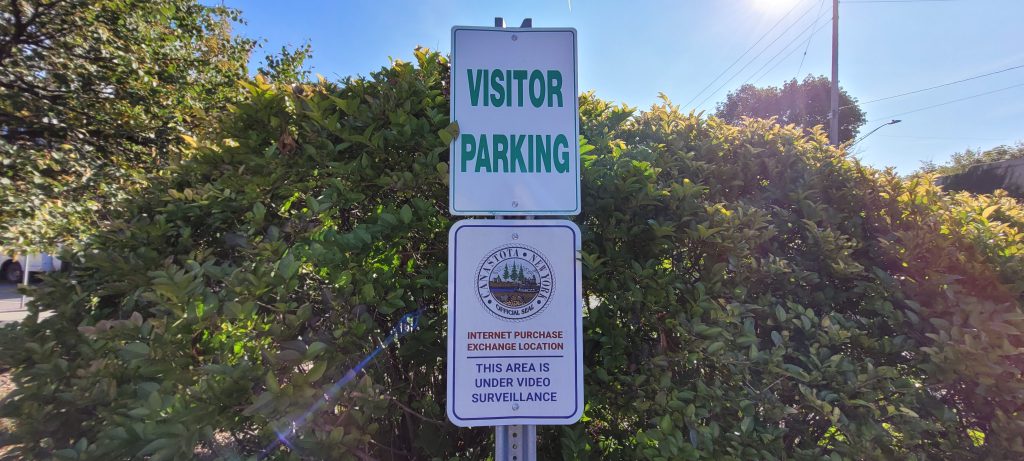 VISITOR
PARKING
CANASTOTA • NEW YORK
OFFICIAL SEAL
INTERNET PURCHASE
EXCHANGE LOCATION
THIS AREA IS
UNDER VIDEO
SURVEILLANCE